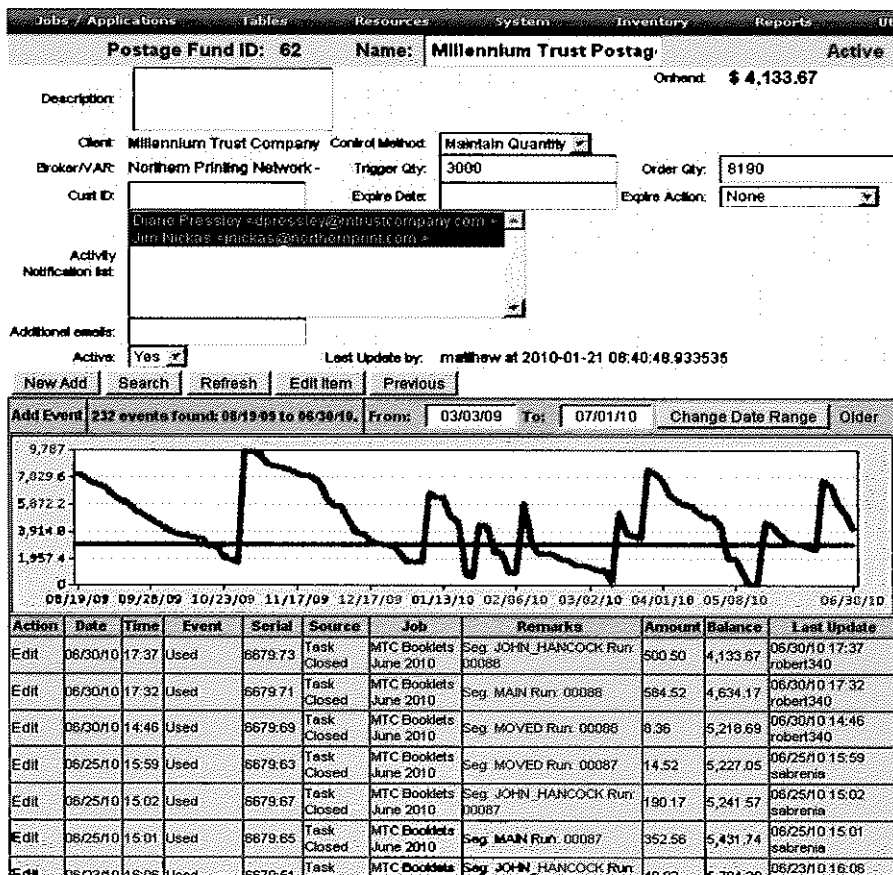 Jobs / Applications Tables Resources System Inventory Reports
Postage Fund ID: 62 Name: Millennium Trust Postag Active
Onhand: $ 4,133.67
Description:
Client: Millennium Trust Company Control Method: Maintain Quantity
Broker/VAR: Northern Printing Network - Trigger Qty: 3000 Order Qty: 8190
Cust ID: Expire Date: Expire Action: None
Diane Pressley <dpressley@mtrustcompany.com>
Jim Nickas <jnickas@northernprint.com>
Activity
Notification list:
Additional emails:
Active: Yes Last Update by: matthew at 2010-01-21 06:40:48.933535
New Add Search Refresh Edit Item Previous
Add Event 232 events found: 08/19/09 to 06/30/10. From: 03/03/09 To: 07/01/10 Change Date Range Older
9,787
7,829.6
5,872.2
3,914.8
1,957.4
0
08/19/09 09/28/09 10/23/09 11/17/09 12/17/09 01/13/10 02/06/10 03/02/10 04/01/10 05/08/10 06/30/10
Action Date Time Event Serial Source Job Remarks Amount Balance Last Update
Edit 06/30/10 17:37 Used 6679.73 Task Closed MTC Booklets June 2010 Seg: JOHN_HANCOCK Run: 00088 500.50 4,133.67 06/30/10 17:37 robert340
Edit 06/30/10 17:32 Used 6679.71 Task Closed MTC Booklets June 2010 Seg: MAIN Run: 00088 584.52 4,634.17 06/30/10 17:32 robert340
Edit 06/30/10 14:46 Used 6679.69 Task Closed MTC Booklets June 2010 Seg: MOVED Run: 00088 8.36 5,218.69 06/30/10 14:46 robert340
Edit 06/25/10 15:59 Used 6679.63 Task Closed MTC Booklets June 2010 Seg: MOVED Run: 00087 14.52 5,227.05 06/25/10 15:59 sabrenia
Edit 06/25/10 15:02 Used 6679.67 Task Closed MTC Booklets June 2010 Seg: JOHN_HANCOCK Run: 00087 190.17 5,241.57 06/25/10 15:02 sabrenia
Edit 06/25/10 15:01 Used 6679.65 Task Closed MTC Booklets June 2010 Seg: MAIN Run: 00087 352.56 5,431.74 06/25/10 15:01 sabrenia
Edit 06/23/10 16:06 Used Task MTC Booklets Seg: JOHN_HANCOCK Run: 06/23/10 16:06